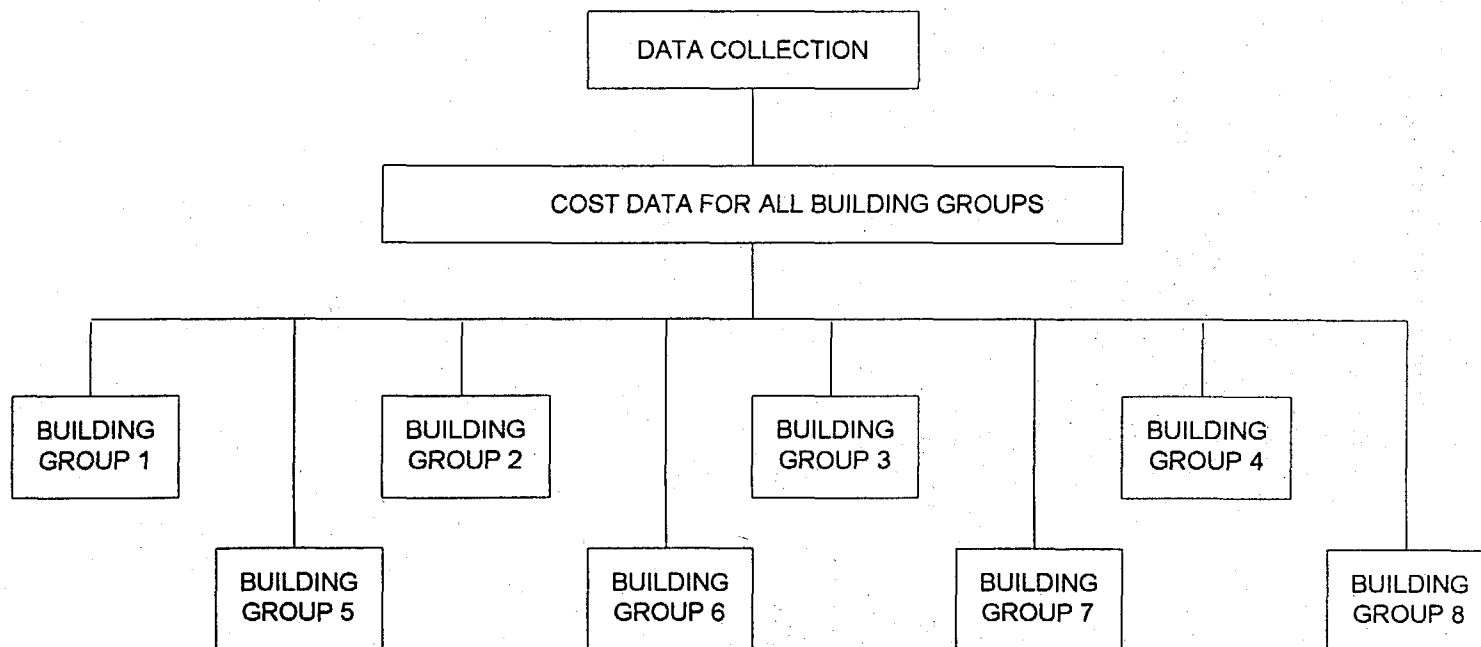 DATA COLLECTION
COST DATA FOR ALL BUILDING GROUPS
BUILDING
GROUP 1
BUILDING
GROUP 2
BUILDING
GROUP 3
BUILDING
GROUP 4
BUILDING
GROUP 5
BUILDING
GROUP 6
BUILDING
GROUP 7
BUILDING
GROUP 8